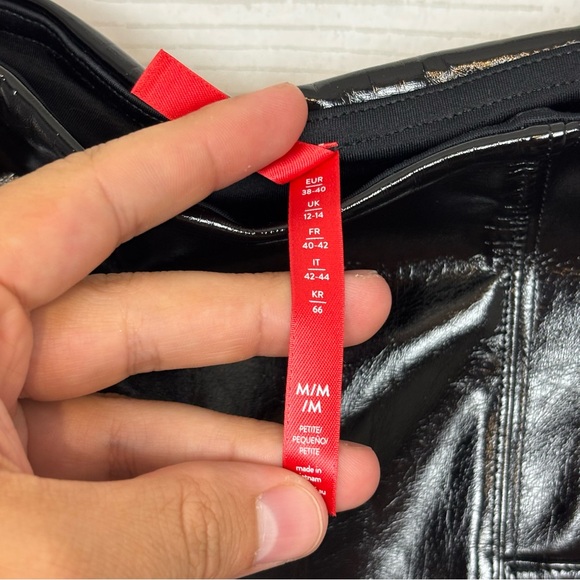 EUR
38-40
UK
12-14
FR
40-42
IT
42-44
KR
66
M/M
/M
PETITE/
PEQUEÑO/
PETITE
made in